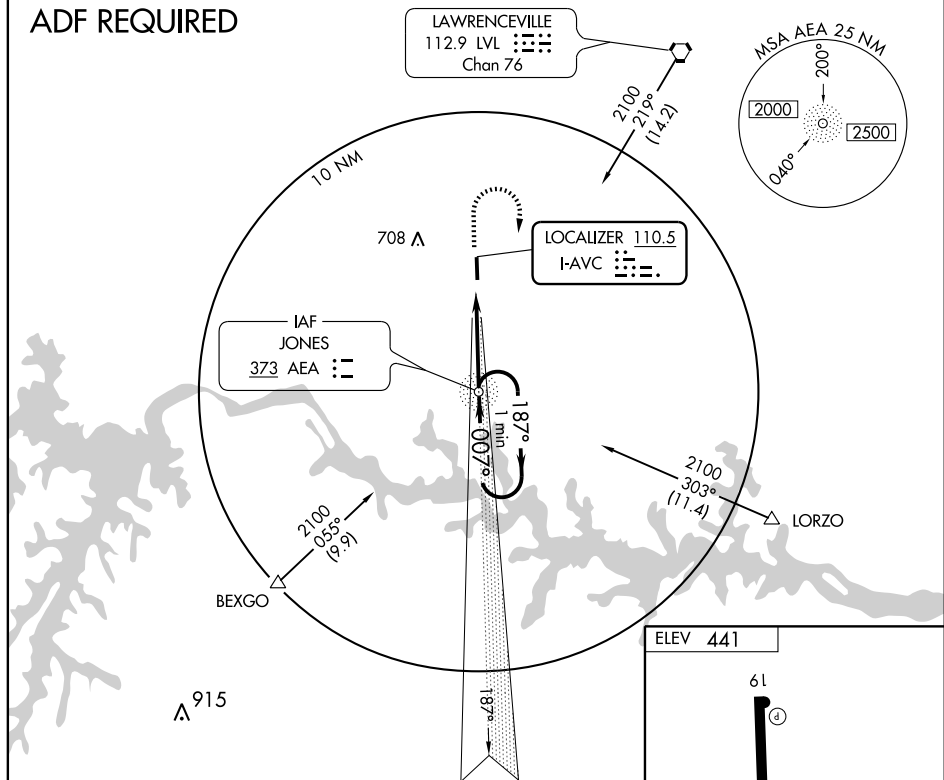 ADF REQUIRED
LAWRENCEVILLE
112.9 LVL
Chan 76
MSA AEA 25 NM
200°
2000
2500
040°
2100
219°
(14.2)
10 NM
708
LOCALIZER 110.5
I-AVC
IAF
JONES
373 AEA
187°
1 min
007°
2100
303°
(11.4)
LORZO
2100
055°
(9.9)
BEXGO
915
187°
ELEV 441
19
P